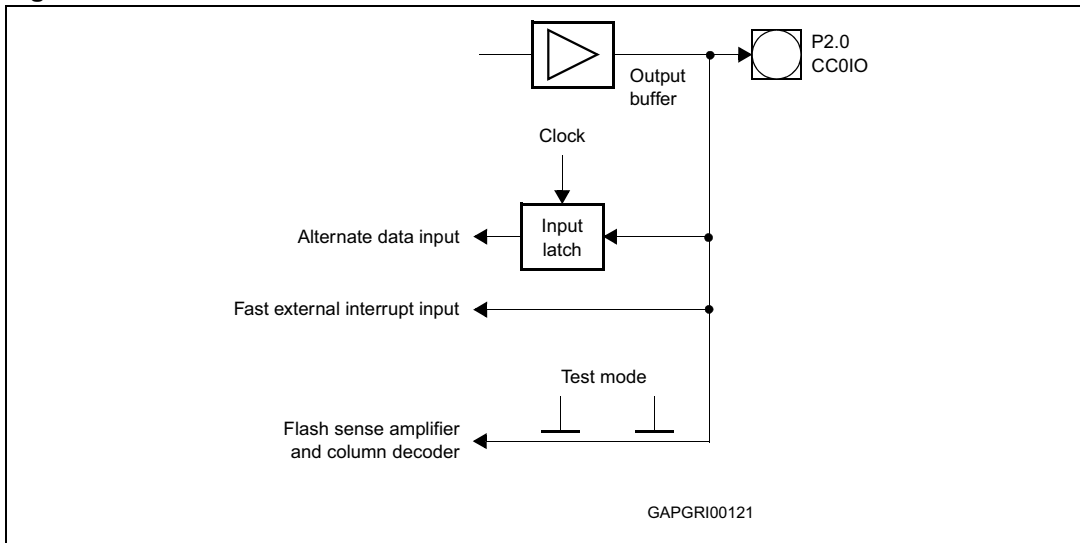 P2.0
CC0IO
Output
buffer
Clock
Input
latch
Alternate data input
Fast external interrupt input
Test mode
Flash sense amplifier
and column decoder
GAPGRI00121